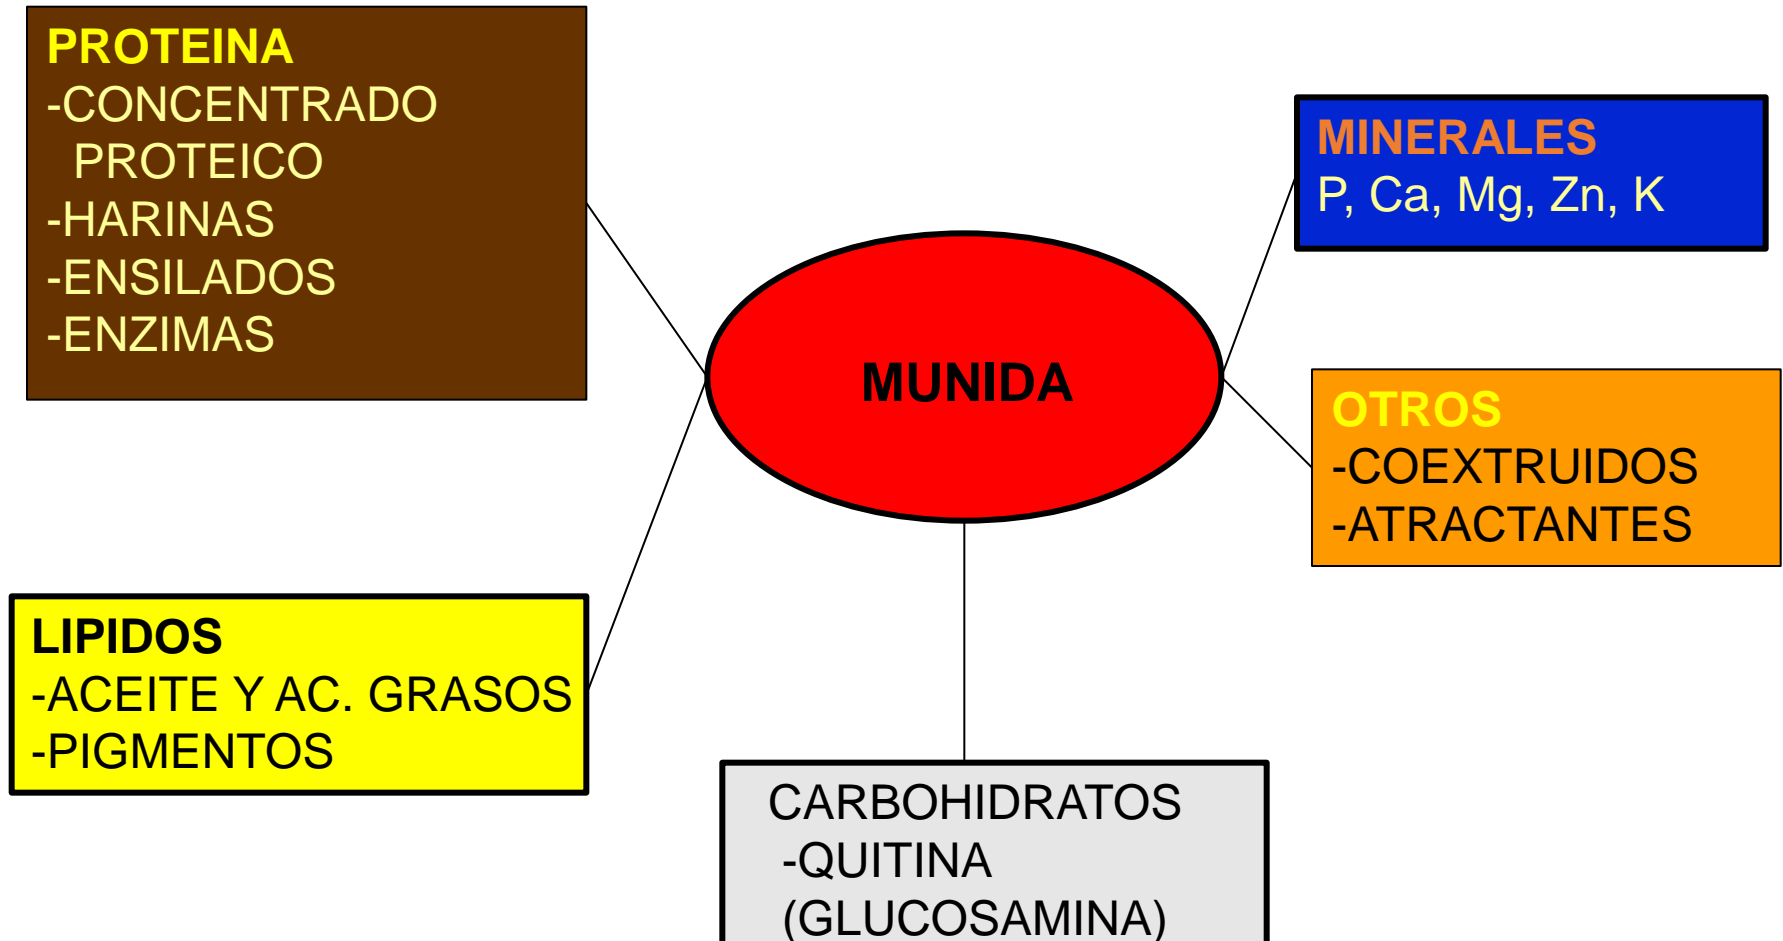 PROTEINA
-CONCENTRADO
PROTEICO
-HARINAS
-ENSILADOS
-ENZIMAS
MINERALES
P, Ca, Mg, Zn, K
MUNIDA
OTROS
-COEXTRUIDOS
-ATRACTANTES
LIPIDOS
-ACEITE Y AC. GRASOS
-PIGMENTOS
CARBOHIDRATOS
-QUITINA
(GLUCOSAMINA)